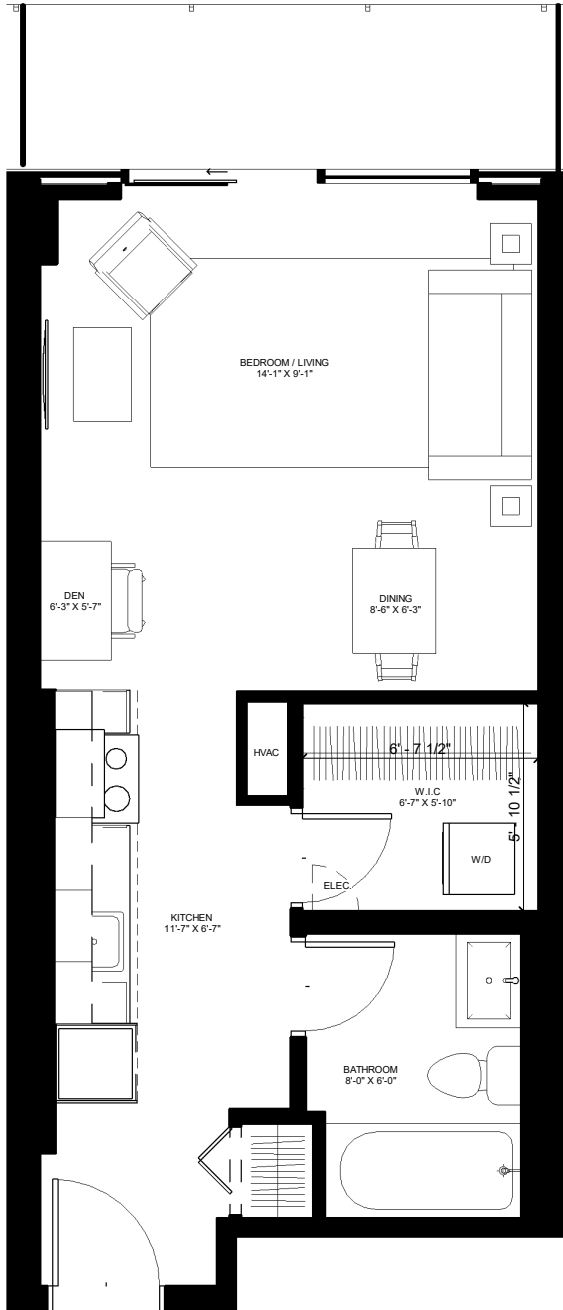 BEDROOM / LIVING
14'-1" X 9'-1"
DEN
6'-3" X 5'-7"
DINING
8'-6" X 6'-3"
HVAC
6' - 7 1/2"
5' 10 1/2"
W.I.C
6'-7" X 5'-10"
W/D
ELEC.
KITCHEN
11'-7" X 6'-7"
BATHROOM
8'-0" X 6'-0"